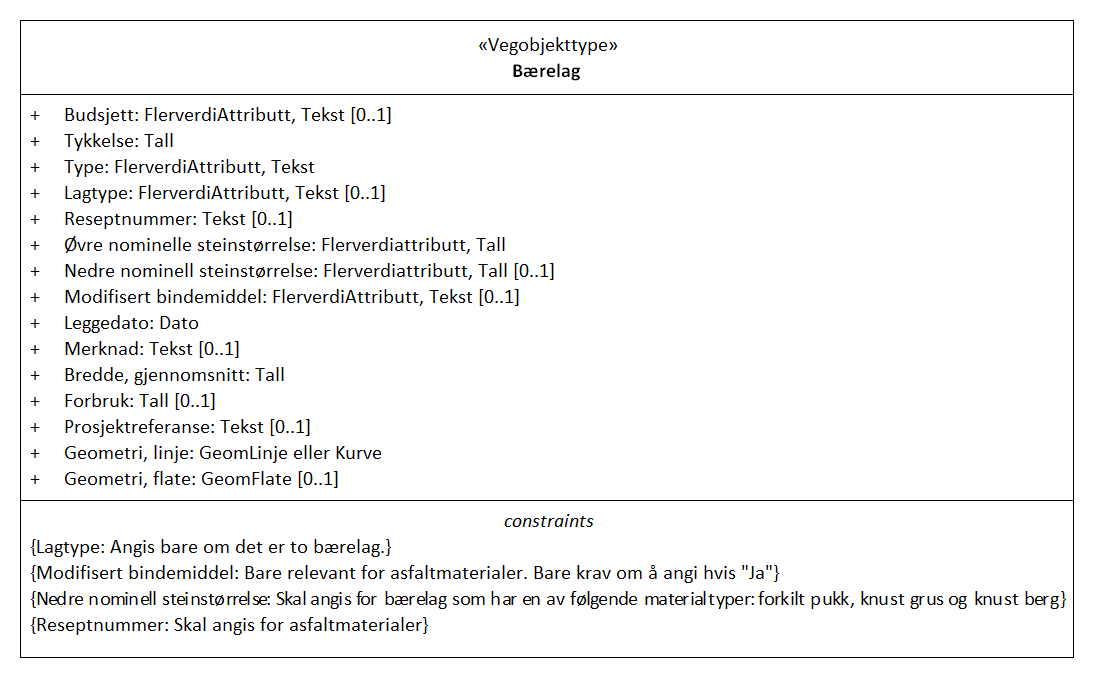 «Vegobjekttype»
Bærelag
+ Budsjett: FlerverdiAttributt, Tekst [0..1]
+ Tykkelse: Tall
+ Type: FlerverdiAttributt, Tekst
+ Lagtype: FlerverdiAttributt, Tekst [0..1]
+ Reseptnummer: Tekst [0..1]
+ Øvre nominelle steinstørrelse: Flerverdiattributt, Tall
+ Nedre nominell steinstørrelse: Flerverdiattributt, Tall [0..1]
+ Modifisert bindemiddel: FlerverdiAttributt, Tekst [0..1]
+ Leggedato: Dato
+ Merknad: Tekst [0..1]
+ Bredde, gjennomsnitt: Tall
+ Forbruk: Tall [0..1]
+ Prosjektreferanse: Tekst [0..1]
+ Geometri, linje: GeomLinje eller Kurve
+ Geometri, flate: GeomFlate [0..1]
constraints
{Lagtype: Angis bare om det er to bærelag.}
{Modifisert bindemiddel: Bare relevant for asfaltmaterialer. Bare krav om å angi hvis "Ja"}
{Nedre nominell steinstørrelse: Skal angis for bærelag som har en av følgende materialtyper: forkilt pukk, knust grus og knust berg}
{Reseptnummer: Skal angis for asfaltmaterialer}